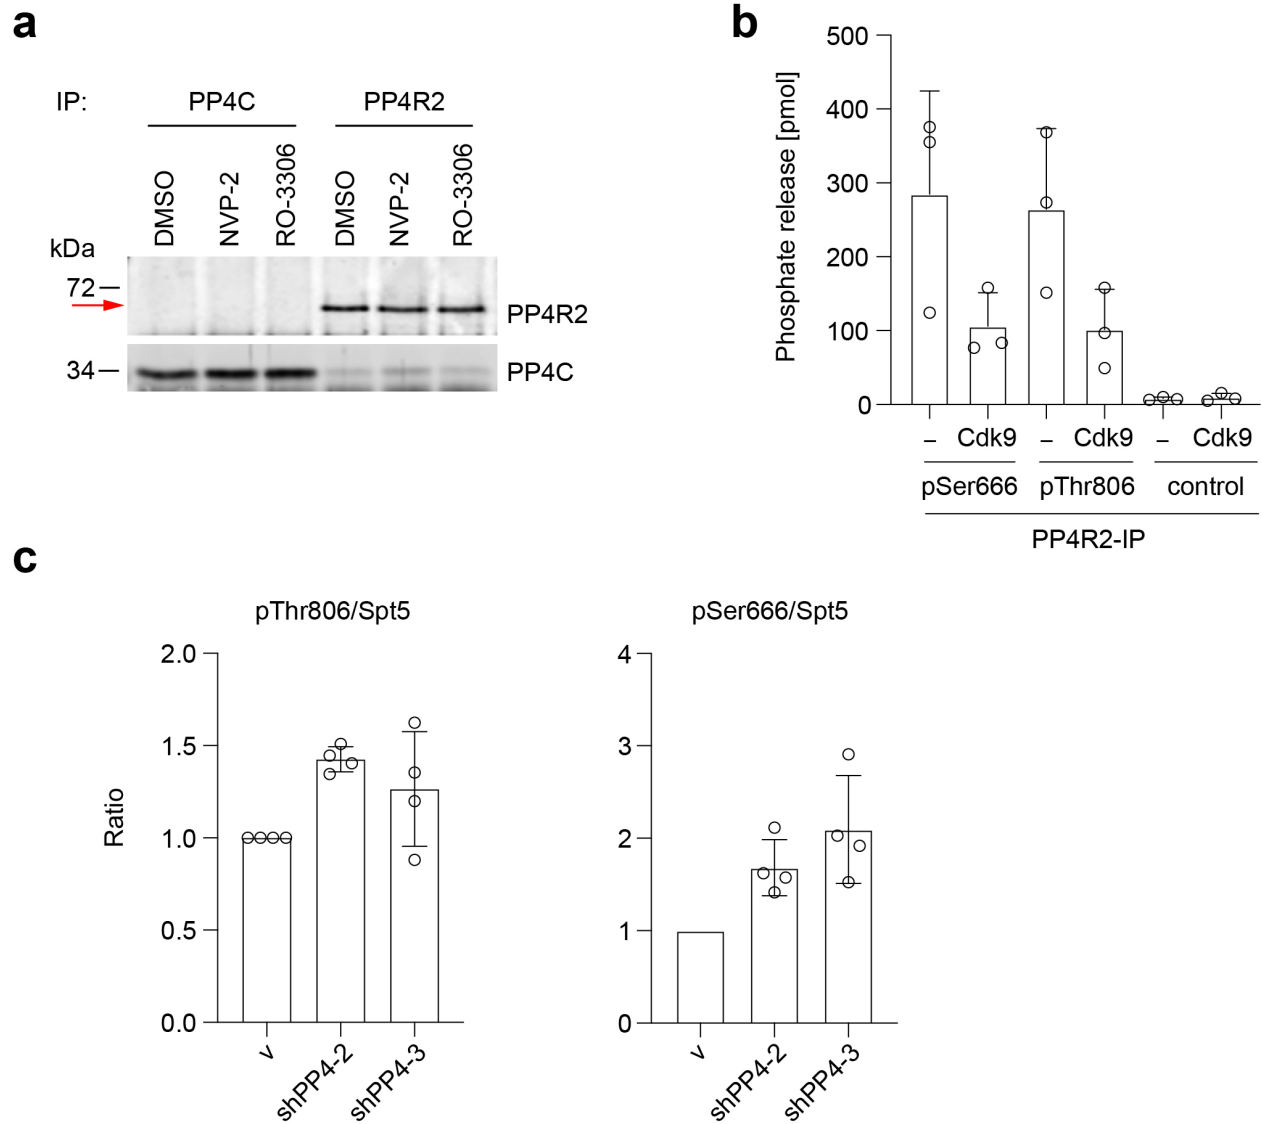 a
IP: PP4C PP4R2
DMSO NVP-2 RO-3306 DMSO NVP-2 RO-3306
kDa
72
PP4R2
34
PP4C
b
Phosphate release [pmol]
500
400
300
200
100
0
– Cdk9 – Cdk9 – Cdk9
pSer666 pThr806 control
PP4R2-IP
c
pThr806/Spt5
Ratio
2.0
1.5
1.0
0.5
0.0
v shPP4-2 shPP4-3
pSer666/Spt5
4
3
2
1
0
v shPP4-2 shPP4-3